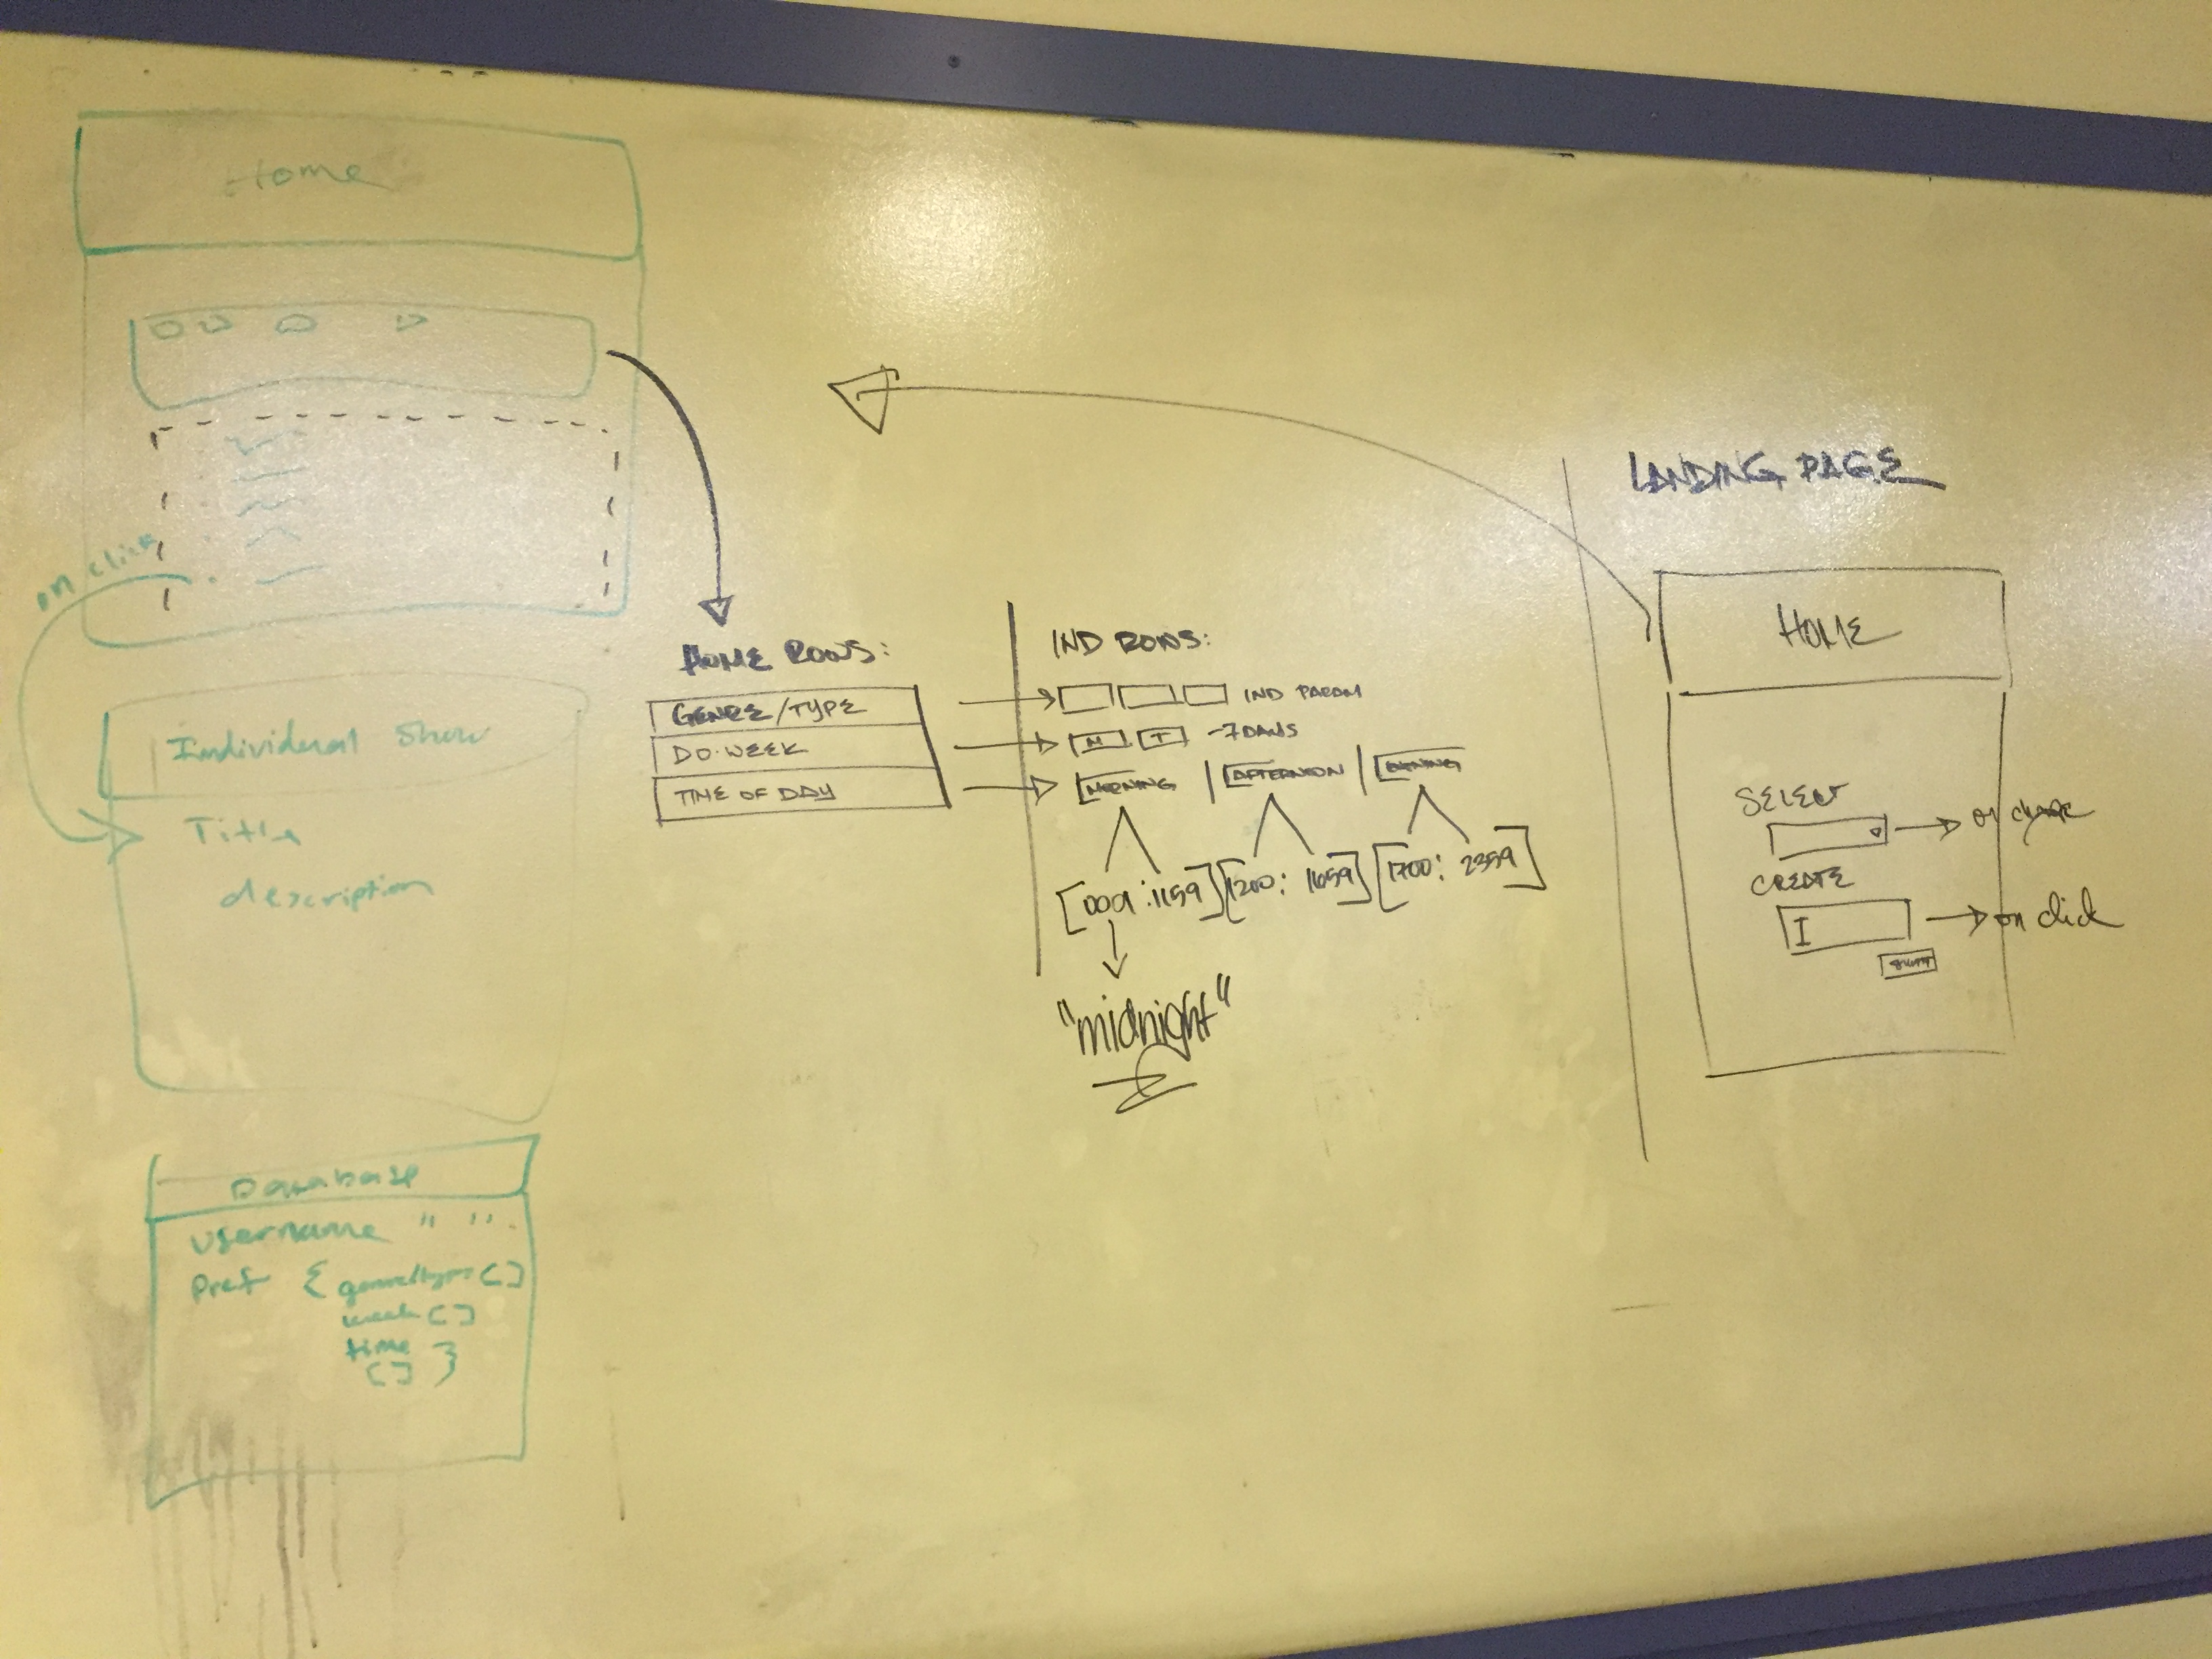 Home
on click
Individual Show
Title
description
Database
username " "
Pref { genre/type []
week []
time
[] }
HOME ROWS:
GENRE/TYPE
DO.WEEK
TIME OF DAY
IND ROWS:
IND PARAM
M T -7 DAYS
MORNING | AFTERNOON | EVENING
[0001:1159] [1200: 1659] [1700: 2359]
"midnight"
LANDING PAGE
HOME
SELECT
on change
CREATE
I on click
SUBMIT